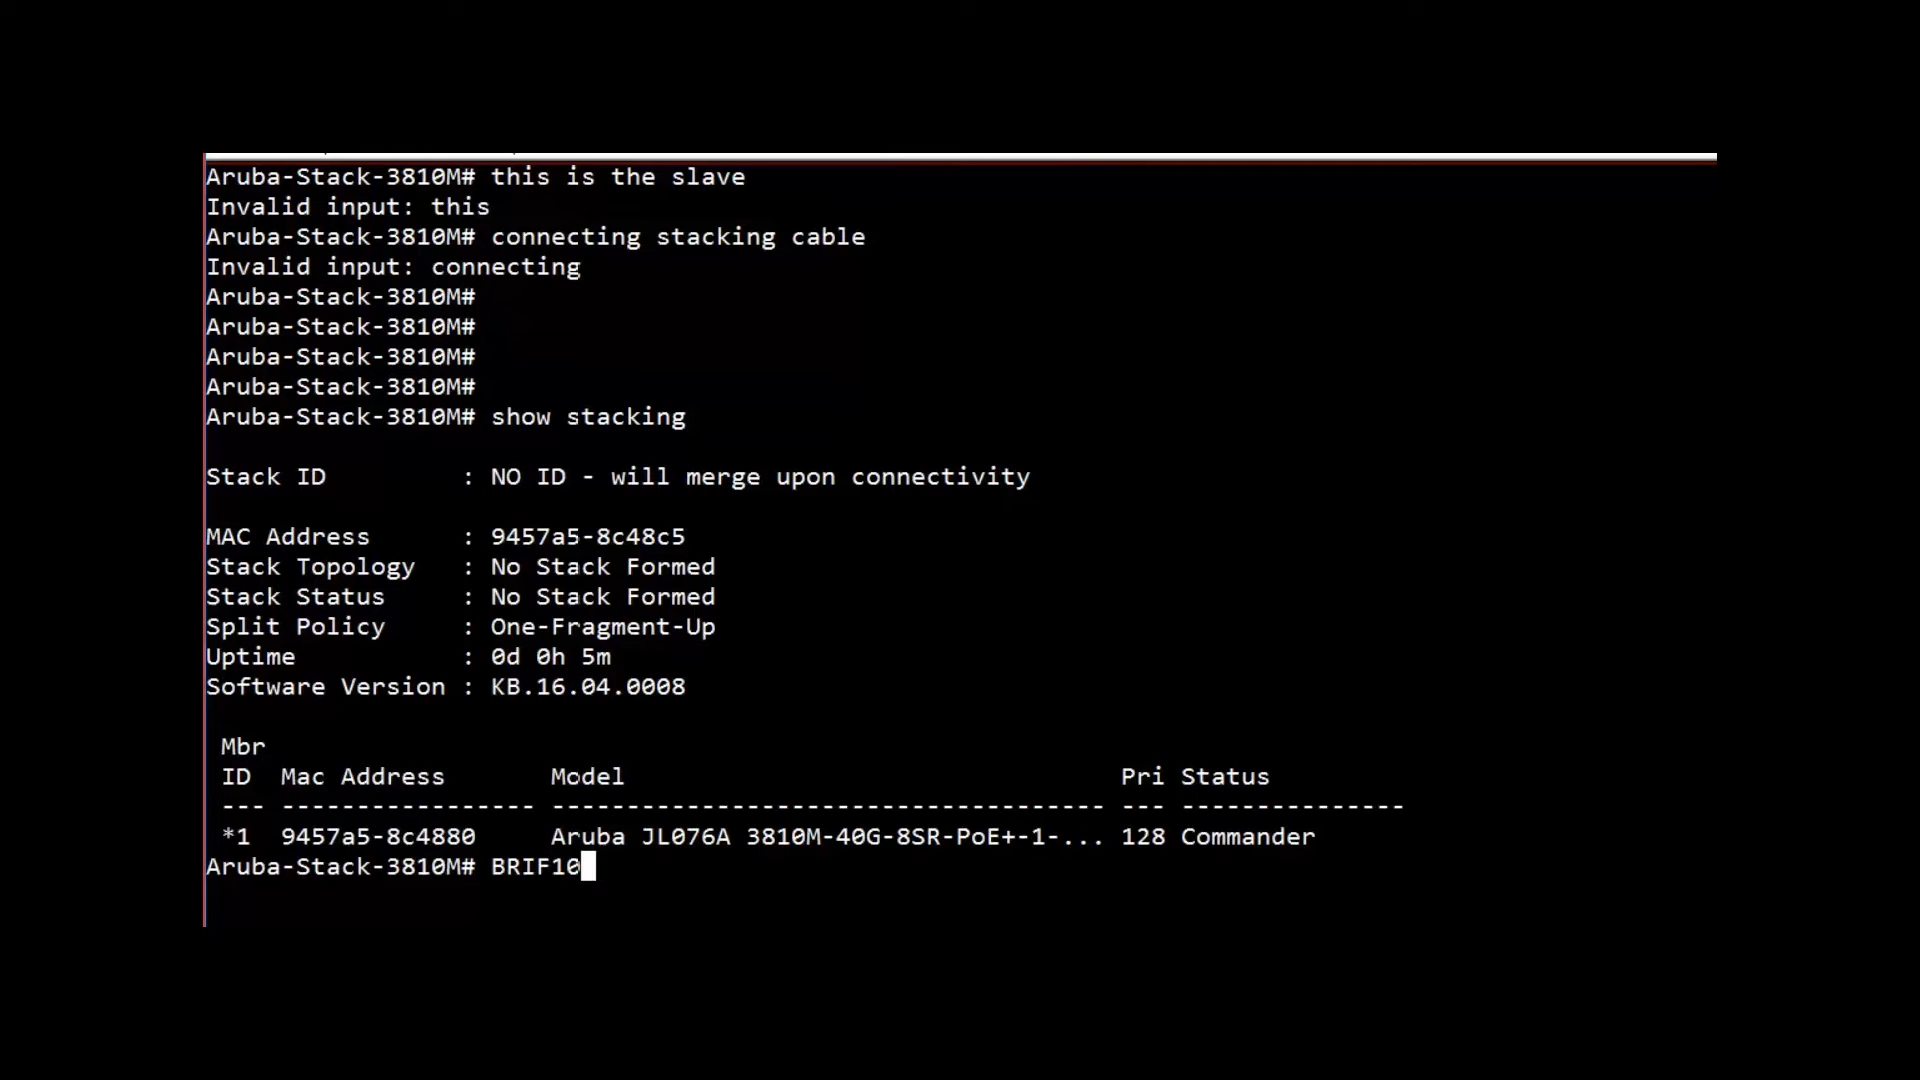 Aruba-Stack-3810M# this is the slave
Invalid input: this
Aruba-Stack-3810M# connecting stacking cable
Invalid input: connecting
Aruba-Stack-3810M#
Aruba-Stack-3810M#
Aruba-Stack-3810M#
Aruba-Stack-3810M#
Aruba-Stack-3810M# show stacking
Stack ID : NO ID - will merge upon connectivity
MAC Address : 9457a5-8c48c5
Stack Topology : No Stack Formed
Stack Status : No Stack Formed
Split Policy : One-Fragment-Up
Uptime : 0d 0h 5m
Software Version : KB.16.04.0008
Mbr
ID Mac Address Model Pri Status
--- ----------------- ------------------------------------- --- ---------------
*1 9457a5-8c4880 Aruba JL076A 3810M-40G-8SR-PoE+-1-... 128 Commander
Aruba-Stack-3810M# BRIF10